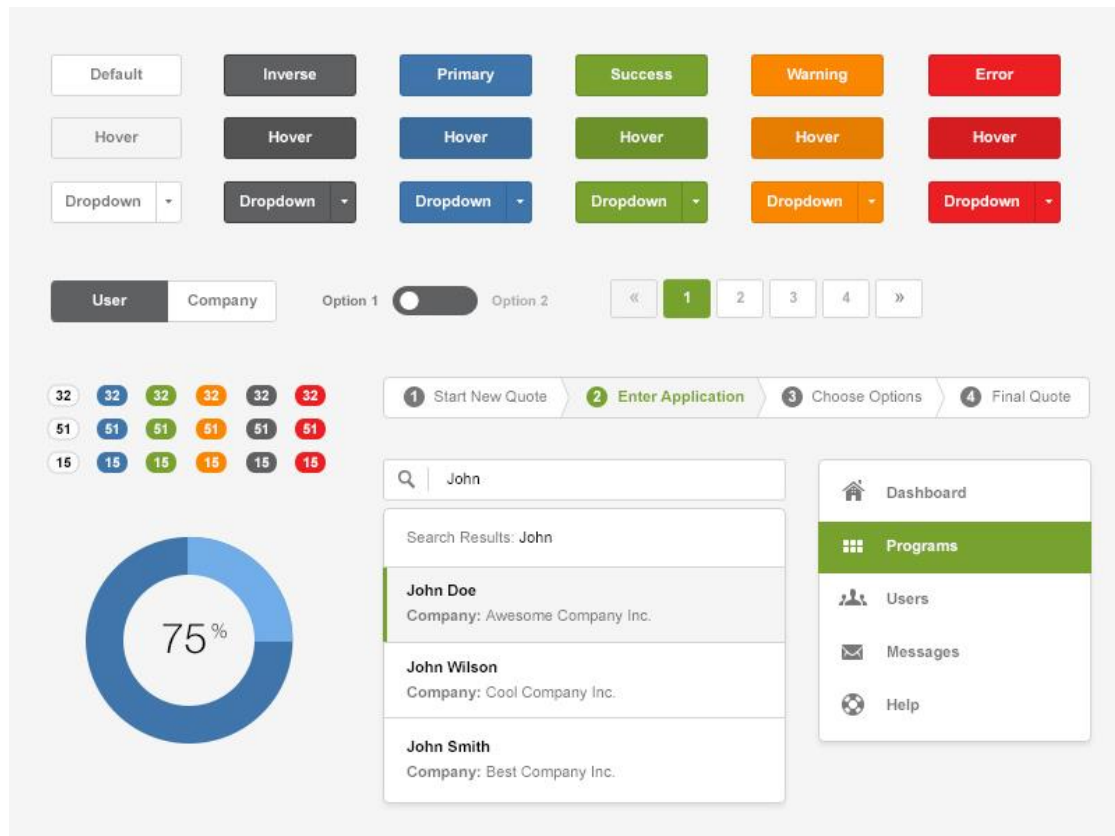 Default Inverse Primary Success Warning Error
Hover Hover Hover Hover Hover Hover
Dropdown Dropdown Dropdown Dropdown Dropdown Dropdown
User Company Option 1 Option 2 « 1 2 3 4 »
32 32 32 32 32 32
51 51 51 51 51 51
15 15 15 15 15 15
1 Start New Quote 2 Enter Application 3 Choose Options 4 Final Quote
John
Search Results: John
John Doe
Company: Awesome Company Inc.
John Wilson
Company: Cool Company Inc.
John Smith
Company: Best Company Inc.
Dashboard
Programs
Users
Messages
Help
75%